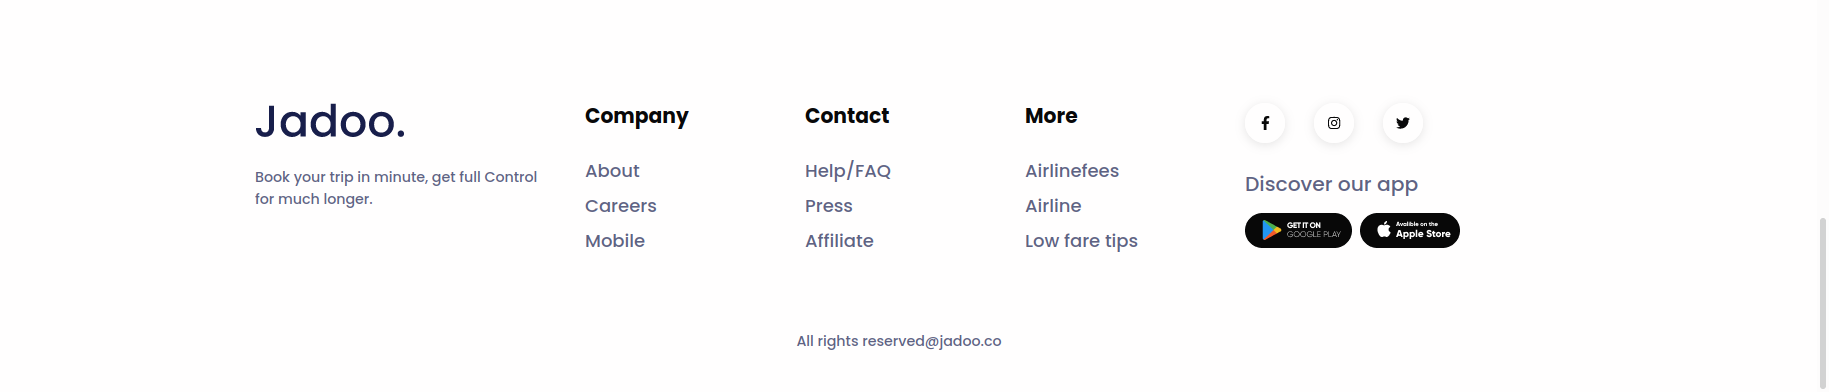 Jadoo.
Book your trip in minute, get full Control
for much longer.
Company
About
Careers
Mobile
Contact
Help/FAQ
Press
Affiliate
More
Airlinefees
Airline
Low fare tips
Discover our app
GET IT ON
GOOGLE PLAY
Avalible on the
Apple Store
All rights reserved@jadoo.co